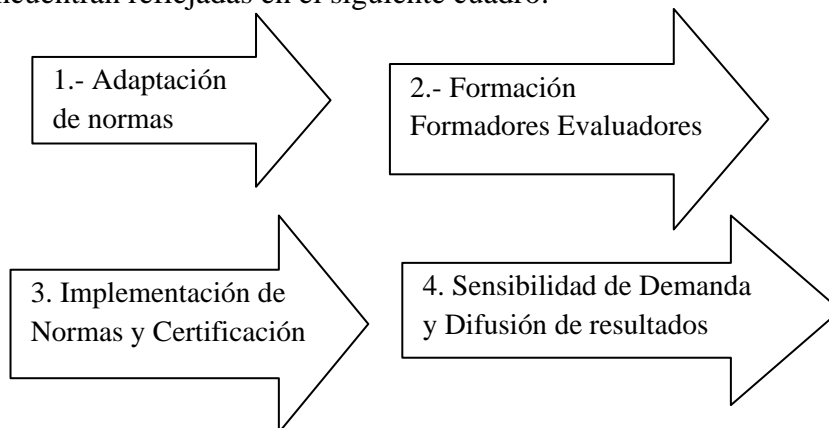 reflejadas en el siguiente cuadro:
1.- Adaptación
de normas
2.- Formación
Formadores Evaluadores
3. Implementación de
Normas y Certificación
4. Sensibilidad de Demanda
y Difusión de resultados